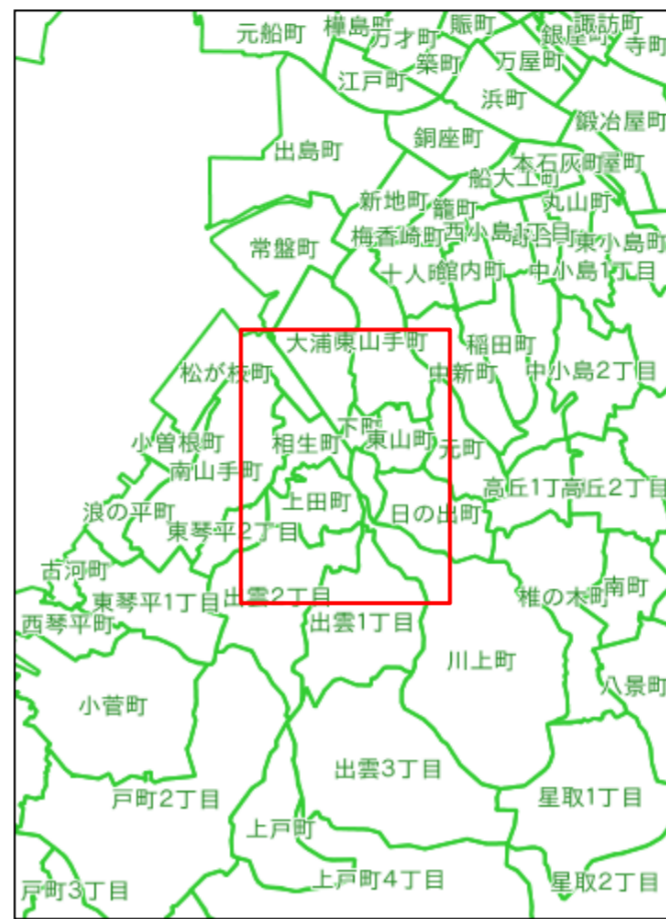 元船町
樺島町
万才町
賑町
銀屋町
諏訪町
寺町
築町
万屋町
江戸町
浜町
鍛冶屋町
出島町
銅座町
本石灰町
屋町
船大工町
新地町
籠町
丸山町
常盤町
梅香崎町
西小島1丁目
東小島町
十人町
館内町
中小島1丁目
大浦東山手町
稲田町
松が枝町
中新町
中小島2丁目
下町
小曽根町
相生町
東山町
元町
南山手町
上田町
高丘1丁
高丘2丁目
浪の平町
日の出町
東琴平2丁目
古河町
東琴平1丁目
出雲2丁目
椎の木町
南町
西琴平町
出雲1丁目
川上町
八景町
小菅町
出雲3丁目
戸町2丁目
星取1丁目
上戸町
戸町3丁目
上戸町4丁目
星取2丁目